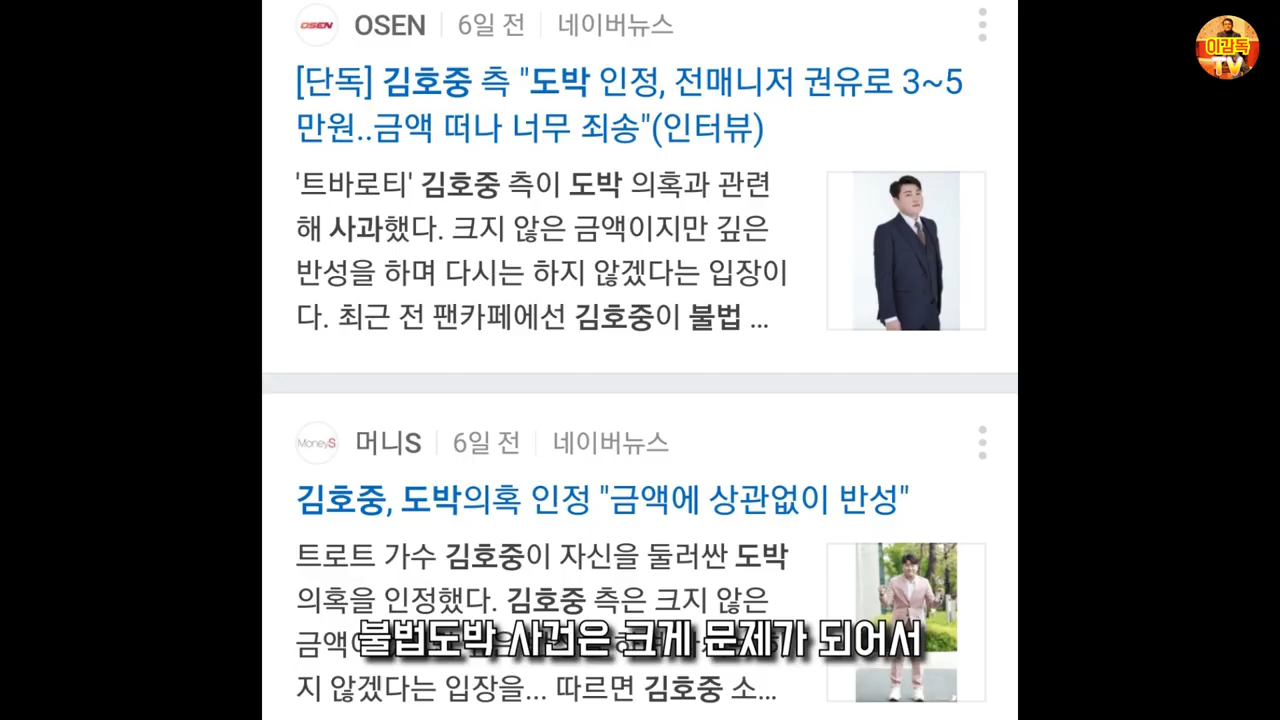 OSEN
OSEN 6일 전 네이버뉴스
이감독
TV
[단독] 김호중 측 "도박 인정, 전매니저 권유로 3~5
만원..금액 떠나 너무 죄송"(인터뷰)
'트바로티' 김호중 측이 도박 의혹과 관련
해 사과했다. 크지 않은 금액이지만 깊은
반성을 하며 다시는 하지 않겠다는 입장이
다. 최근 전 팬카페에선 김호중이 불법 ...
MoneyS
머니S 6일 전 네이버뉴스
김호중, 도박의혹 인정 "금액에 상관없이 반성"
트로트 가수 김호중이 자신을 둘러싼 도박
의혹을 인정했다. 김호중 측은 크지 않은
불법도박 사건은 크게 문제가 되어서
지 않겠다는 입장을... 따르면 김호중 소...